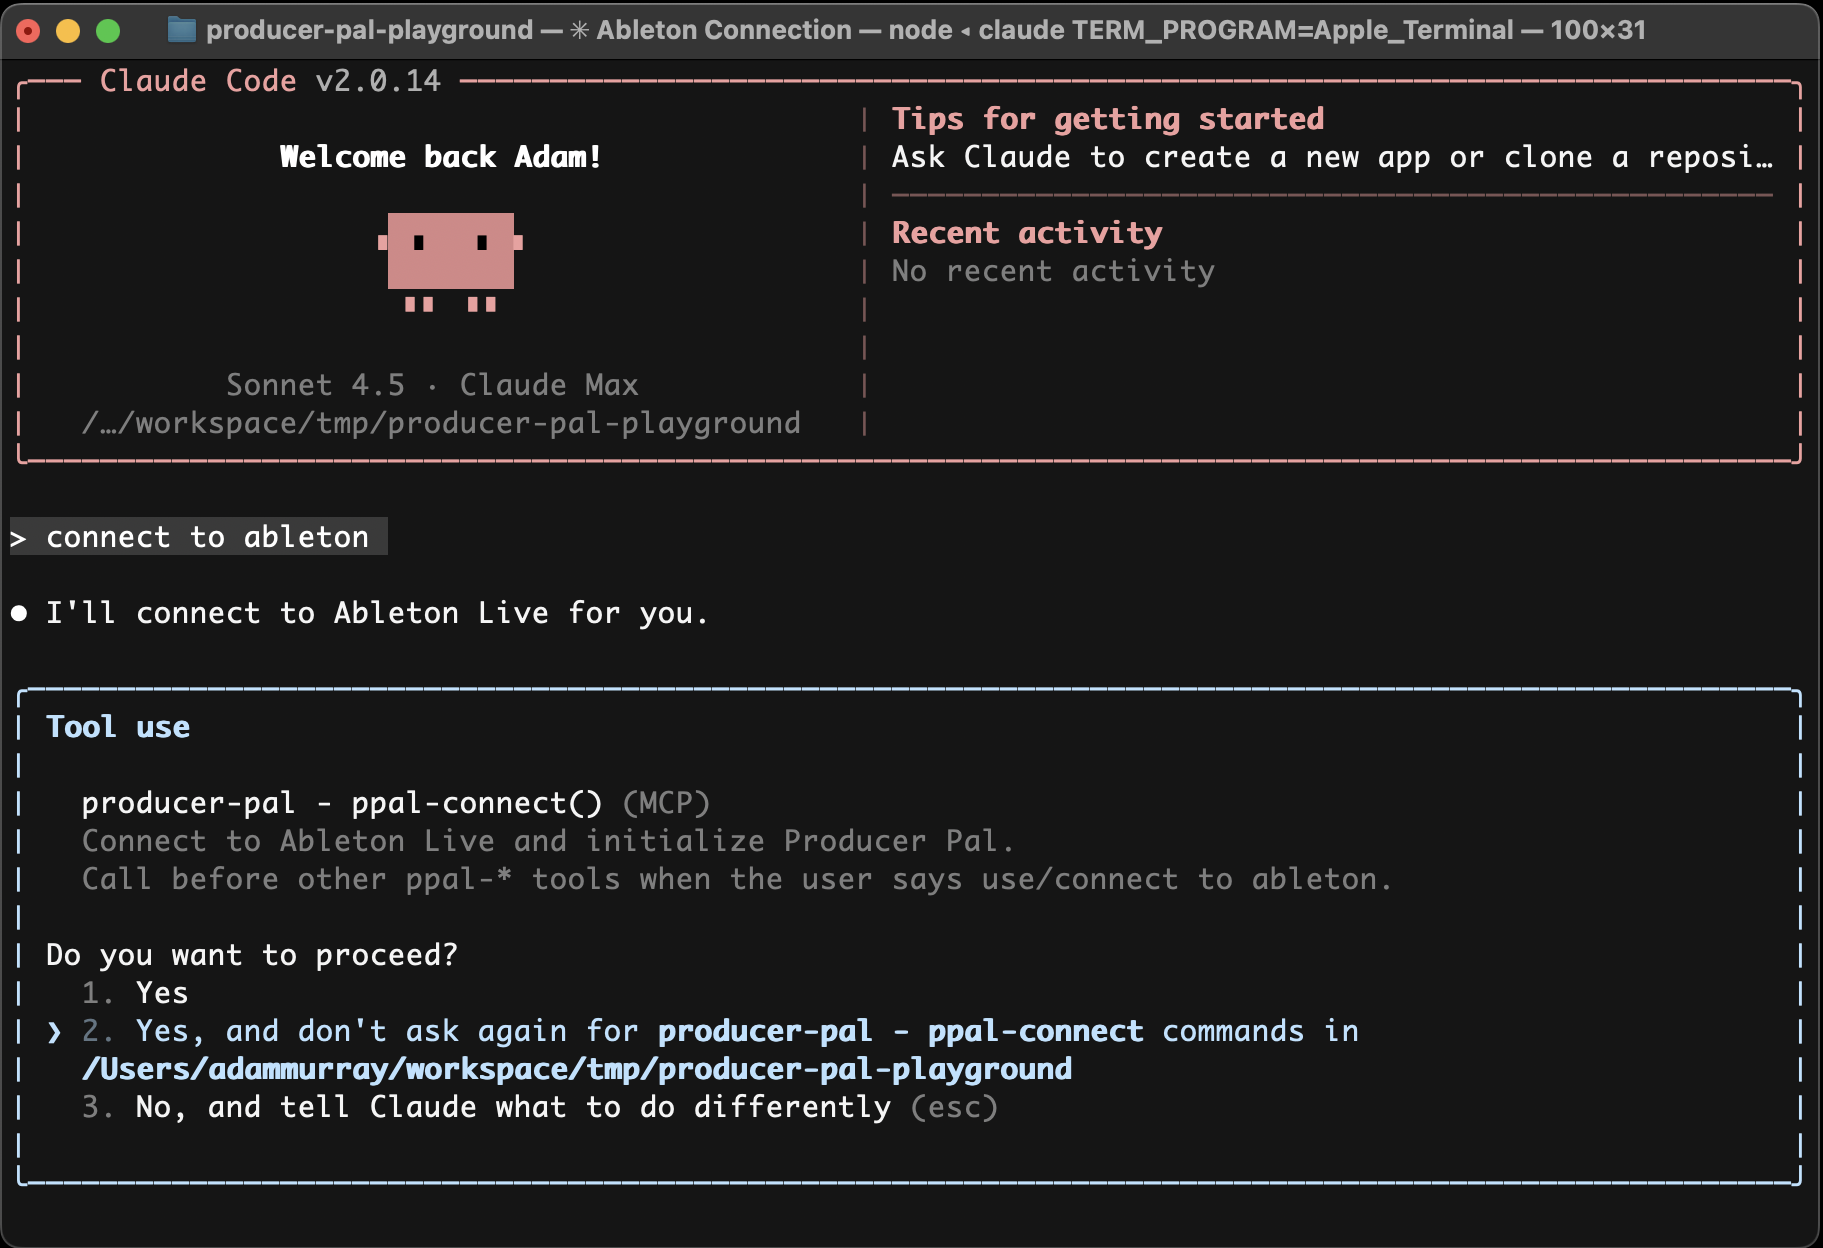 producer-pal-playground — ✳ Ableton Connection — node ◂ claude TERM_PROGRAM=Apple_Terminal — 100×31
Claude Code v2.0.14
Welcome back Adam!
Sonnet 4.5 · Claude Max
/…/workspace/tmp/producer-pal-playground
Tips for getting started
Ask Claude to create a new app or clone a reposi…
Recent activity
No recent activity
> connect to ableton
● I'll connect to Ableton Live for you.
Tool use
producer-pal - ppal-connect() (MCP)
Connect to Ableton Live and initialize Producer Pal.
Call before other ppal-* tools when the user says use/connect to ableton.
Do you want to proceed?
1. Yes
❯ 2. Yes, and don't ask again for producer-pal - ppal-connect commands in
/Users/adammurray/workspace/tmp/producer-pal-playground
3. No, and tell Claude what to do differently (esc)